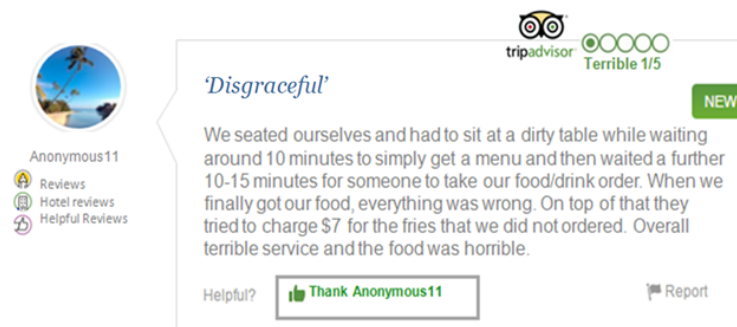 tripadvisor
Terrible 1/5
'Disgraceful'
NEW
We seated ourselves and had to sit at a dirty table while waiting
around 10 minutes to simply get a menu and then waited a further
10-15 minutes for someone to take our food/drink order. When we
finally got our food, everything was wrong. On top of that they
tried to charge $7 for the fries that we did not ordered. Overall
terrible service and the food was horrible.
Anonymous11
Reviews
Hotel reviews
Helpful Reviews
Helpful?
Thank Anonymous11
Report